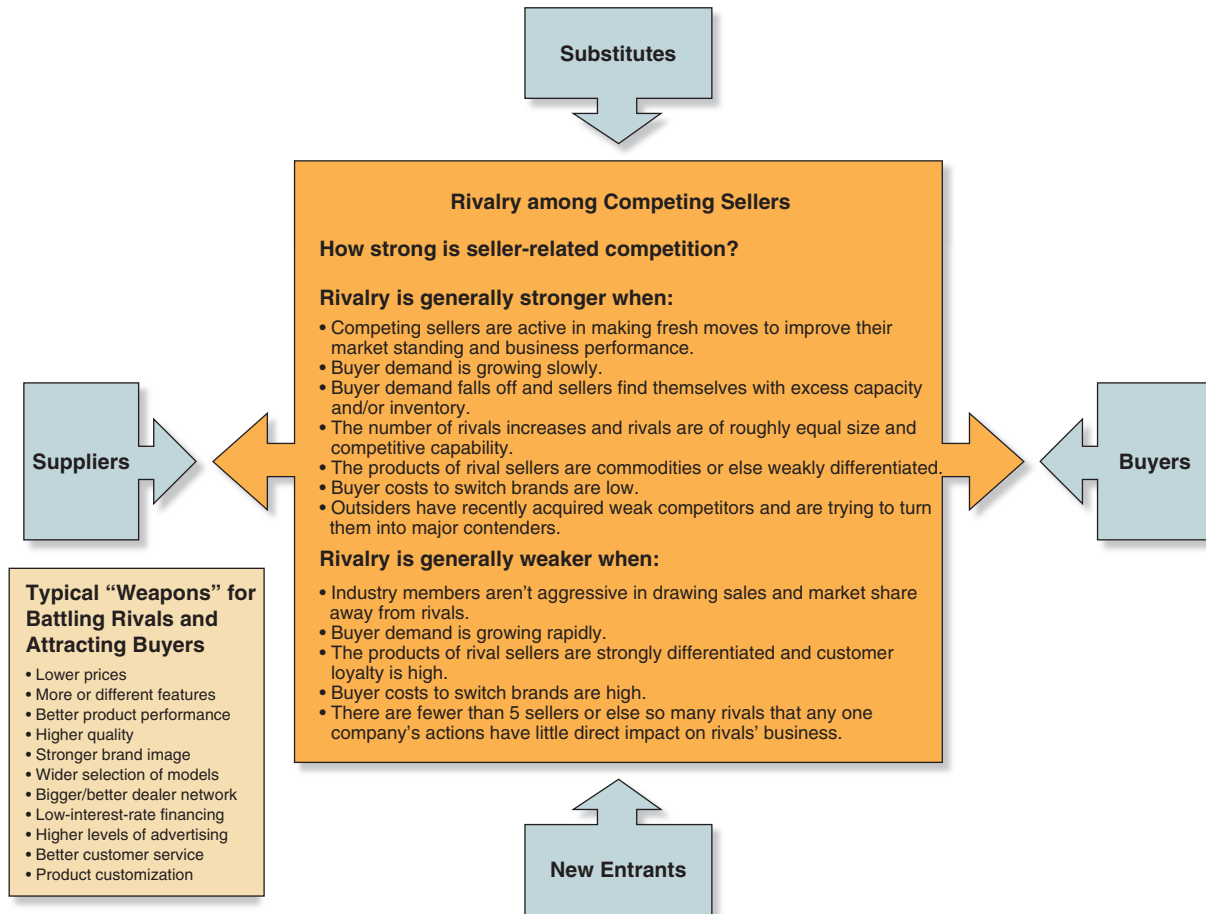 Substitutes
Rivalry among Competing Sellers
How strong is seller-related competition?
Rivalry is generally stronger when:
• Competing sellers are active in making fresh moves to improve their
market standing and business performance.
• Buyer demand is growing slowly.
• Buyer demand falls off and sellers find themselves with excess capacity
and/or inventory.
• The number of rivals increases and rivals are of roughly equal size and
competitive capability.
• The products of rival sellers are commodities or else weakly differentiated.
• Buyer costs to switch brands are low.
• Outsiders have recently acquired weak competitors and are trying to turn
them into major contenders.
Rivalry is generally weaker when:
• Industry members aren’t aggressive in drawing sales and market share
away from rivals.
• Buyer demand is growing rapidly.
• The products of rival sellers are strongly differentiated and customer
loyalty is high.
• Buyer costs to switch brands are high.
• There are fewer than 5 sellers or else so many rivals that any one
company’s actions have little direct impact on rivals’ business.
Suppliers
Buyers
Typical “Weapons” for
Battling Rivals and
Attracting Buyers
• Lower prices
• More or different features
• Better product performance
• Higher quality
• Stronger brand image
• Wider selection of models
• Bigger/better dealer network
• Low-interest-rate financing
• Higher levels of advertising
• Better customer service
• Product customization
New Entrants